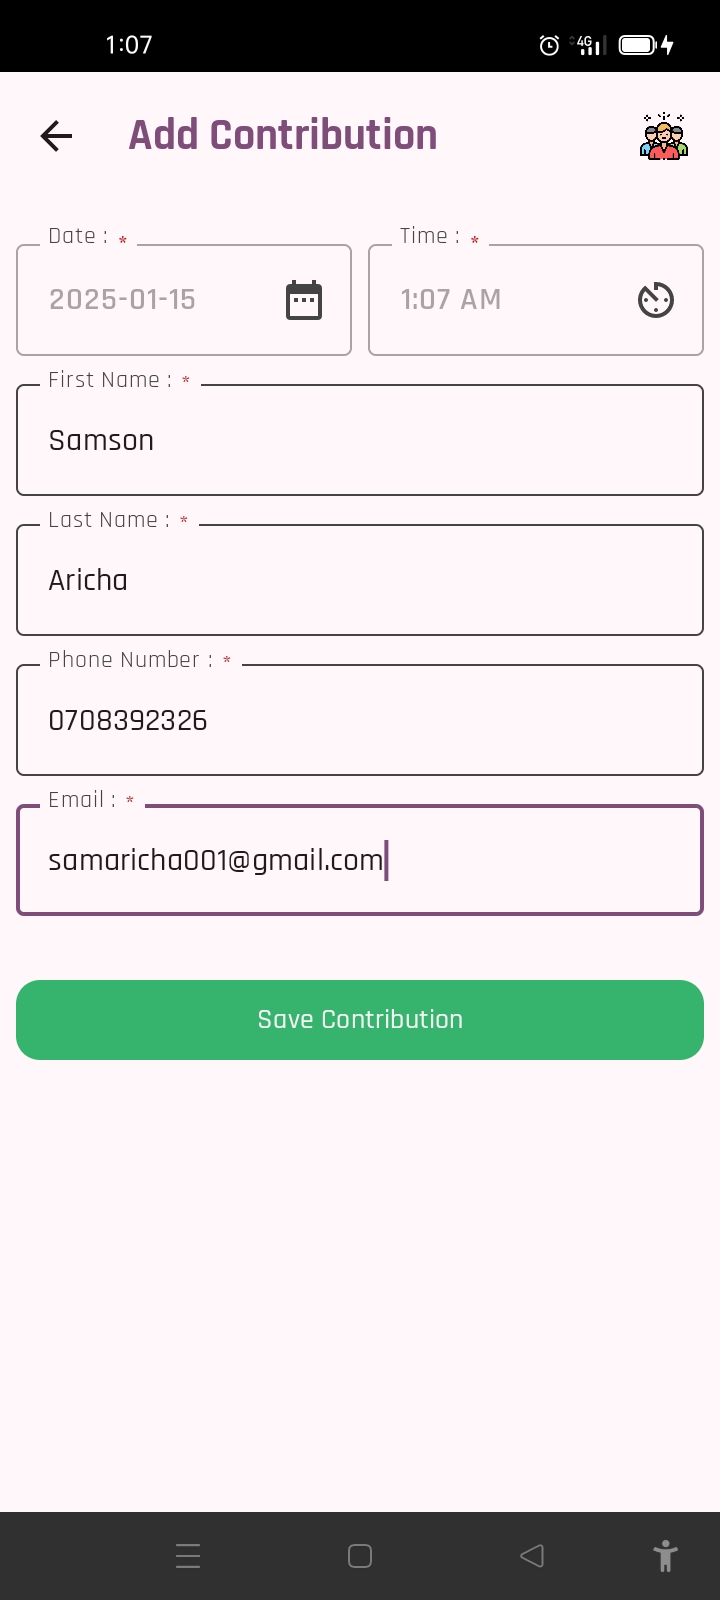 1:07 4G
Add Contribution
Date : * Time : *
2025-01-15 1:07 AM
First Name : *
Samson
Last Name : *
Aricha
Phone Number : *
0708392326
Email : *
samaricha001@gmail.com
Save Contribution